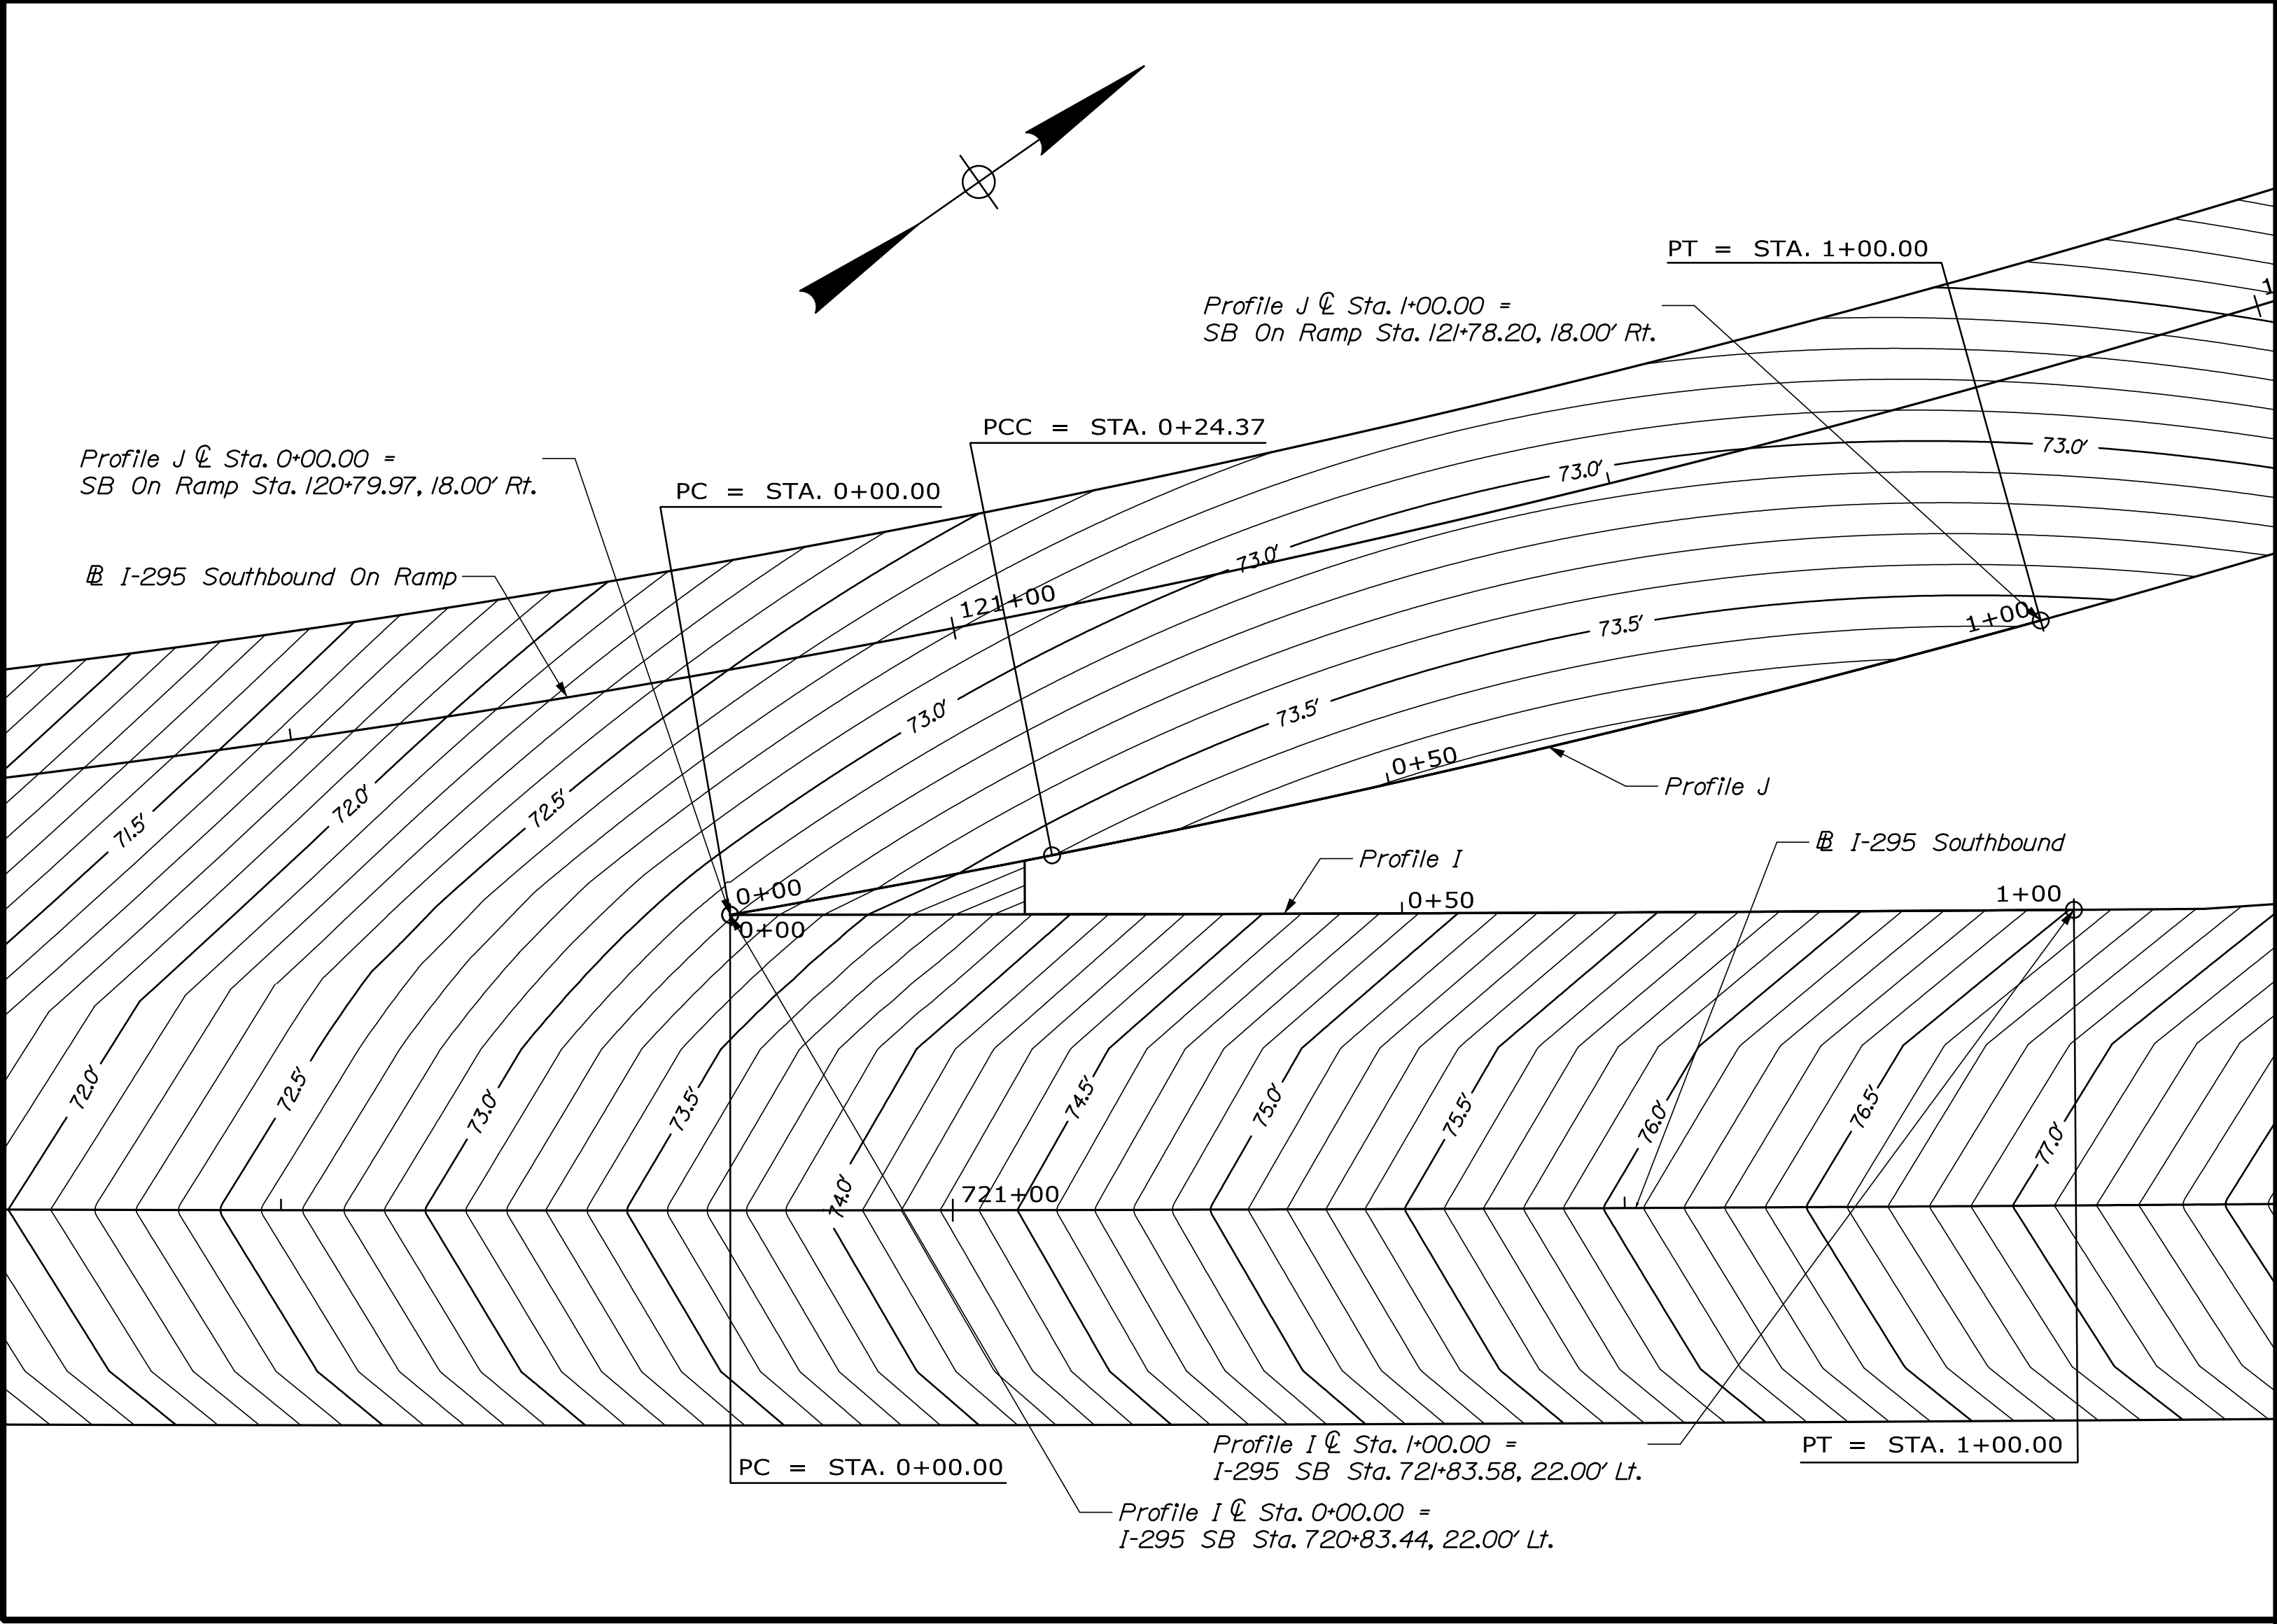 PT = STA. 1+00.00
Profile J ℄ Sta. 1+00.00 =
SB On Ramp Sta. 121+78.20, 18.00' Rt.
PCC = STA. 0+24.37
Profile J ℄ Sta. 0+00.00 =
SB On Ramp Sta. 120+79.97, 18.00' Rt.
PC = STA. 0+00.00
73.0'
73.0'
73.0'
BL I-295 Southbound On Ramp
121+00
1+00
73.5'
73.0'
73.5'
0+50
Profile J
72.0'
72.5'
71.5'
BL I-295 Southbound
Profile I
0+00
0+50
1+00
0+00
72.0'
72.5'
73.0'
73.5'
74.5'
75.0'
75.5'
76.0'
76.5'
77.0'
74.0'
721+00
Profile I ℄ Sta. 1+00.00 =
I-295 SB Sta. 721+83.58, 22.00' Lt.
PT = STA. 1+00.00
PC = STA. 0+00.00
Profile I ℄ Sta. 0+00.00 =
I-295 SB Sta. 720+83.44, 22.00' Lt.